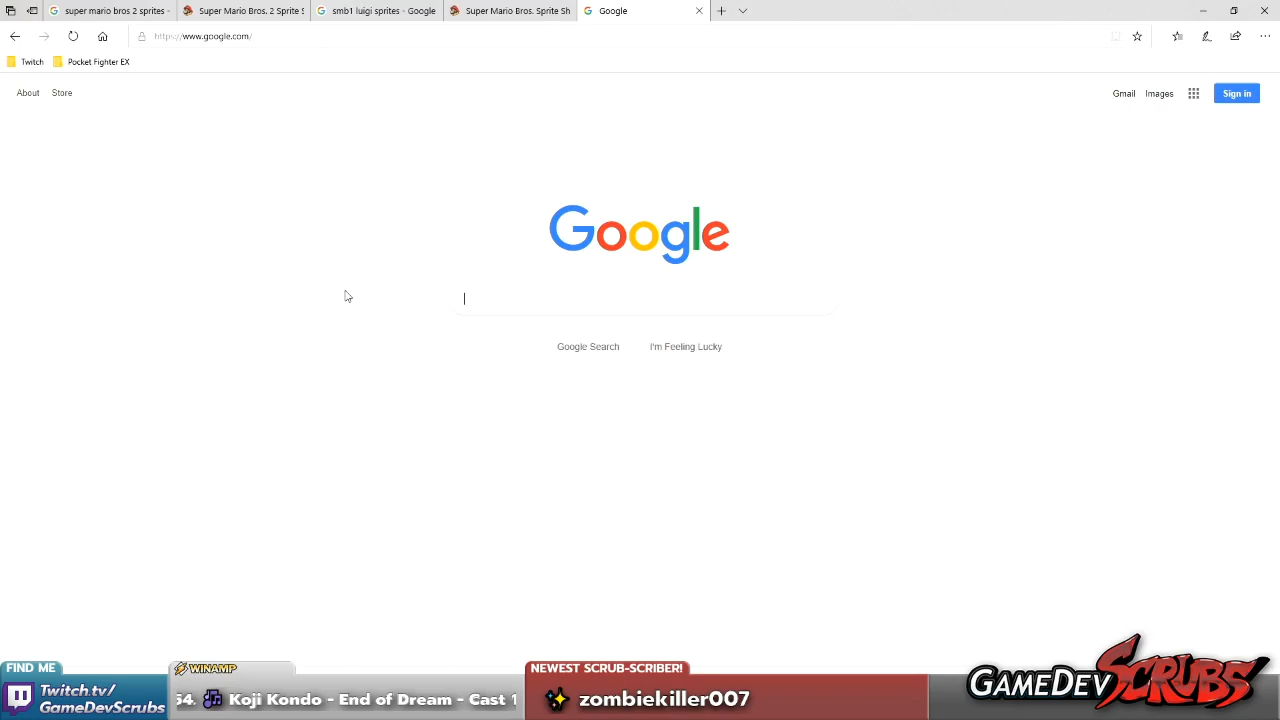 super mario bros 2 sprites -
Super Mario Bros. 2 Sprite S
smb1 luigi sprites - Google
Super Mario Bros. Sprite Sh
Google
https://www.google.com/
Twitch
Pocket Fighter EX
About
Store
Gmail
Images
Sign in
Google
Google Search
I'm Feeling Lucky
FIND ME
Twitch.tv/
GameDevScrubs
WINAMP
54. Koji Kondo - End of Dream - Cast 1
NEWEST SCRUB-SCRIBER!
zombiekiller007
GAMEDEV SCRUBS